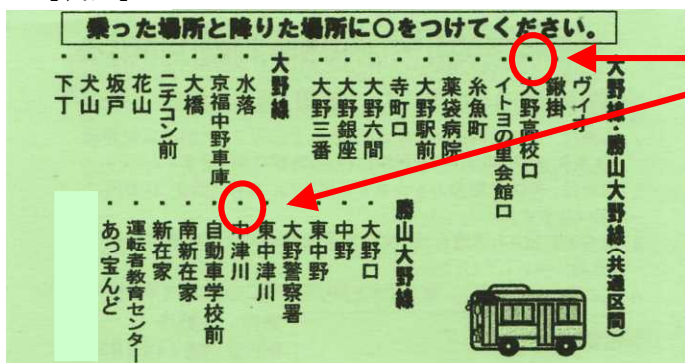 乗った場所と降りた場所に○をつけてください。
大野線・勝山大野線(共通区間)
・ヴィオ
・鍬掛
・大野高校口
・イトヨの里会館口
・糸魚町
・薬袋病院
・大野駅前
・寺町口
・大野六間
・大野銀座
・大野三番
大野線
・水落
・京福中野車庫
・大橋
・ニチコン前
・花山
・坂戸
・犬山
・下丁
勝山大野線
・大野口
・中野
・東中野
・大野警察署
・東中津川
・中津川
・自動車学校前
・南新在家
・新在家
・運転者教育センター
・あっ宝んど